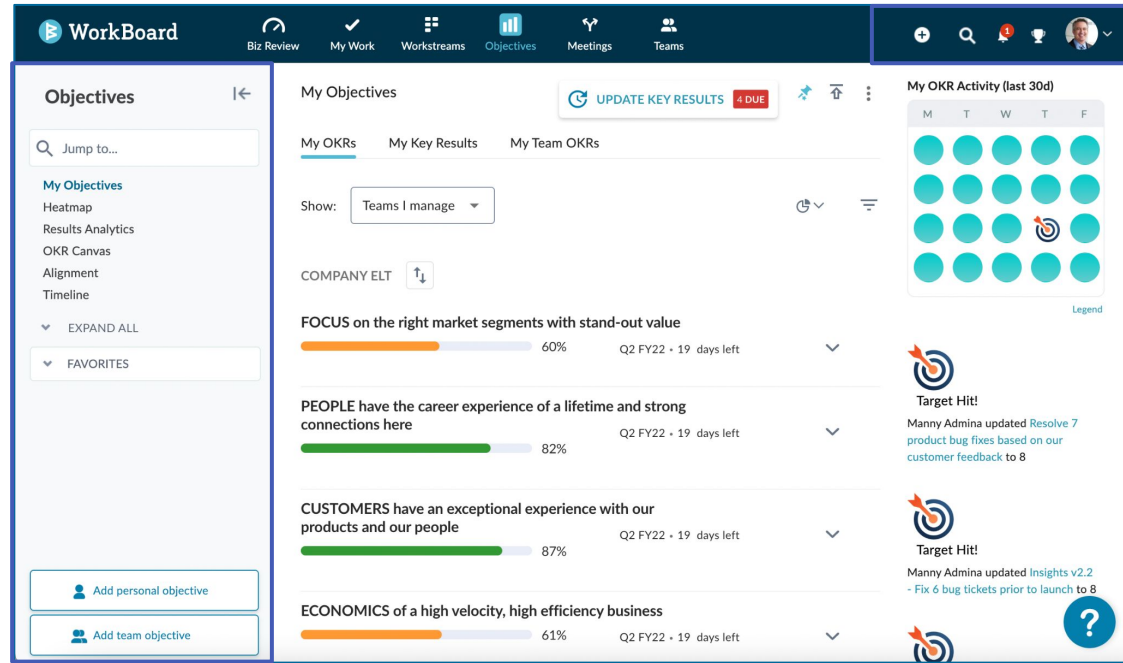 WorkBoard
Biz Review
My Work
Workstreams
Objectives
Meetings
Teams
1
Objectives
Jump to...
My Objectives
Heatmap
Results Analytics
OKR Canvas
Alignment
Timeline
EXPAND ALL
FAVORITES
Add personal objective
Add team objective
My Objectives
UPDATE KEY RESULTS 4 DUE
My OKRs My Key Results My Team OKRs
Show: Teams I manage
COMPANY ELT
FOCUS on the right market segments with stand-out value
60% Q2 FY22 • 19 days left
PEOPLE have the career experience of a lifetime and strong
connections here
Q2 FY22 • 19 days left
82%
CUSTOMERS have an exceptional experience with our
products and our people
Q2 FY22 • 19 days left
87%
ECONOMICS of a high velocity, high efficiency business
61% Q2 FY22 • 19 days left
My OKR Activity (last 30d)
M T W T F
Legend
Target Hit!
Manny Admina updated Resolve 7
product bug fixes based on our
customer feedback to 8
Target Hit!
Manny Admina updated Insights v2.2
- Fix 6 bug tickets prior to launch to 8
?